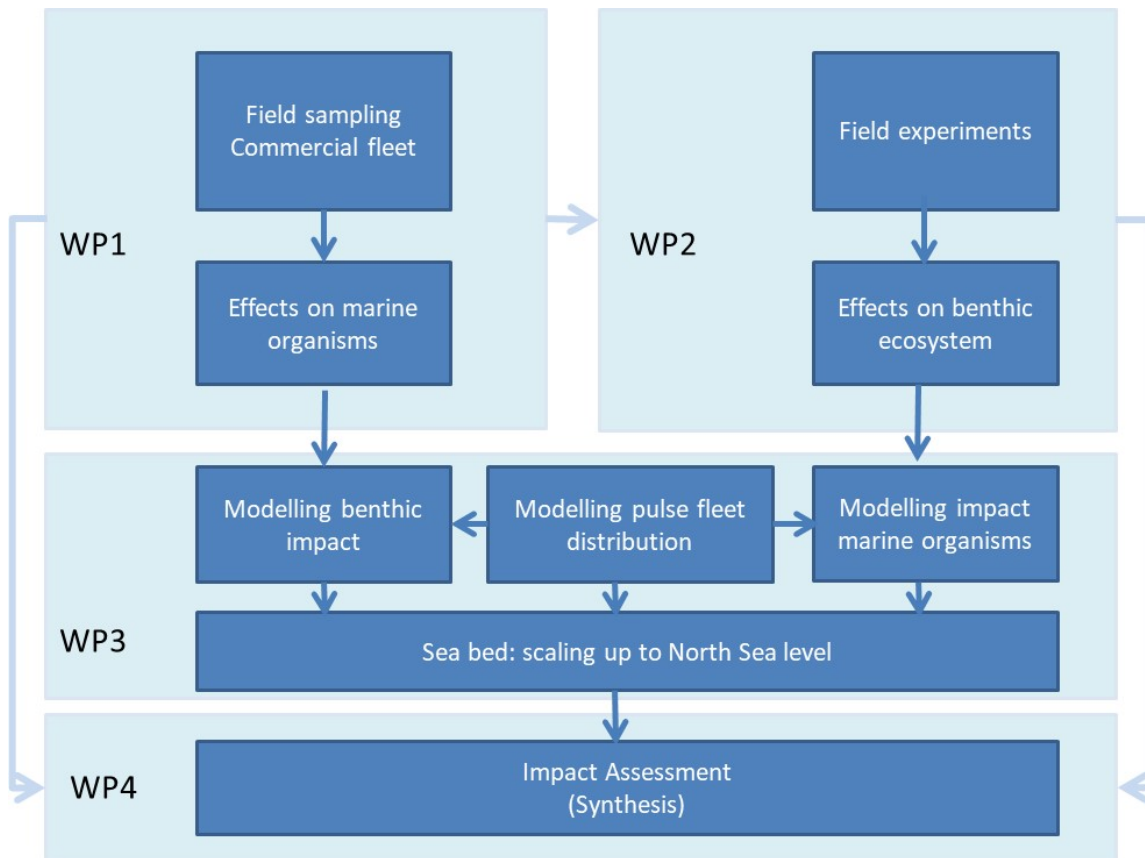 Field sampling
Commercial fleet
Field experiments
WP1
WP2
Effects on marine
organisms
Effects on benthic
ecosystem
Modelling benthic
impact
Modelling pulse fleet
distribution
Modelling impact
marine organisms
WP3
Sea bed: scaling up to North Sea level
WP4
Impact Assessment
(Synthesis)